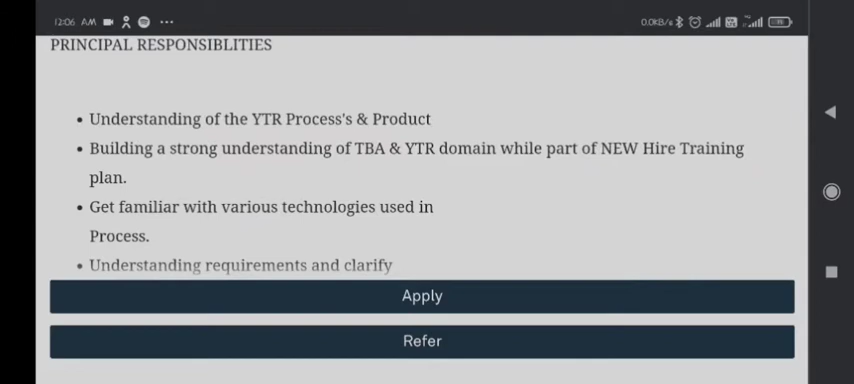 12:06 AM
0.0KB/s
PRINCIPAL RESPONSIBLITIES
• Understanding of the YTR Process's & Product
• Building a strong understanding of TBA & YTR domain while part of NEW Hire Training
plan.
• Get familiar with various technologies used in
Process.
• Understanding requirements and clarify
Apply
Refer